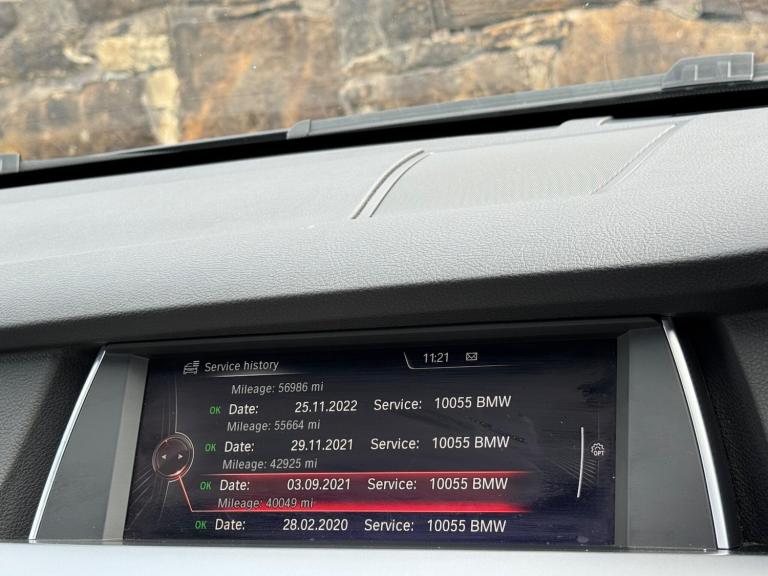 Service history 11:21
Mileage: 56986 mi
OK Date: 25.11.2022 Service: 10055 BMW
Mileage: 55664 mi
OK Date: 29.11.2021 Service: 10055 BMW
Mileage: 42925 mi
OK Date: 03.09.2021 Service: 10055 BMW
Mileage: 40049 mi
OK Date: 28.02.2020 Service: 10055 BMW
OPT